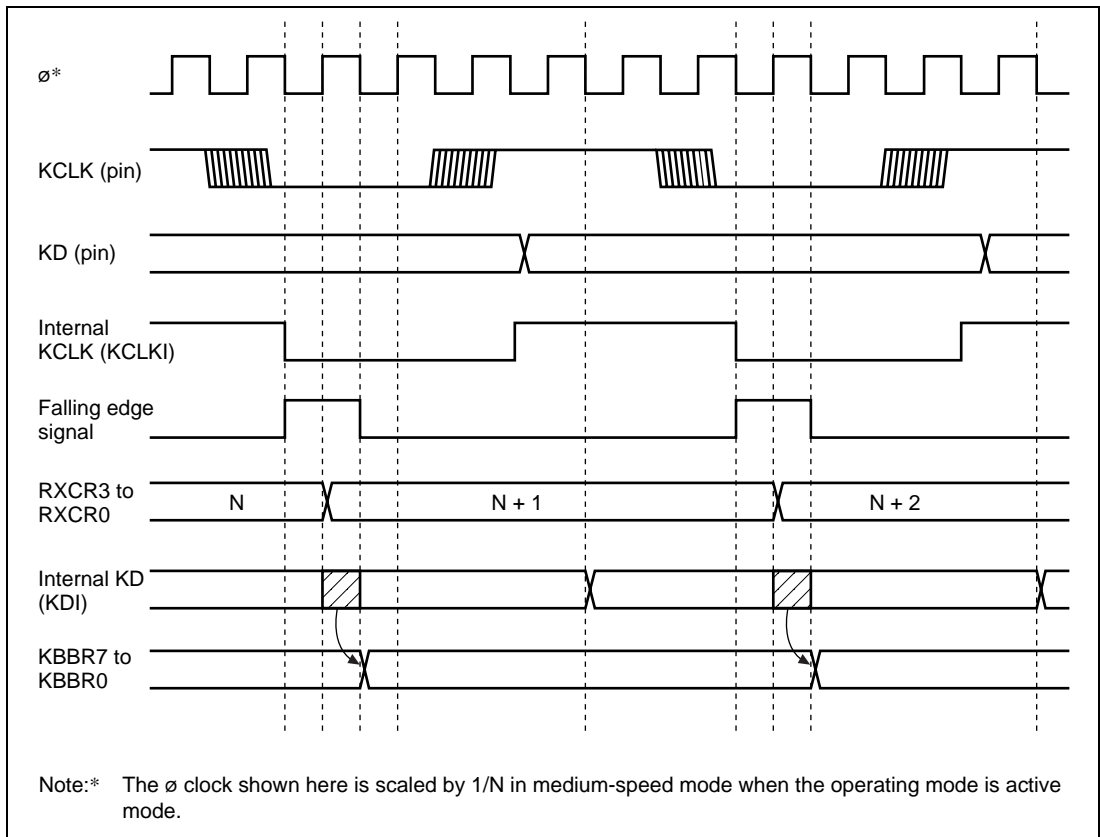 ø*
KCLK (pin)
KD (pin)
Internal
KCLK (KCLKI)
Falling edge
signal
RXCR3 to
RXCR0
N
N + 1
N + 2
Internal KD
(KDI)
KBBR7 to
KBBR0
Note:* The ø clock shown here is scaled by 1/N in medium-speed mode when the operating mode is active
mode.